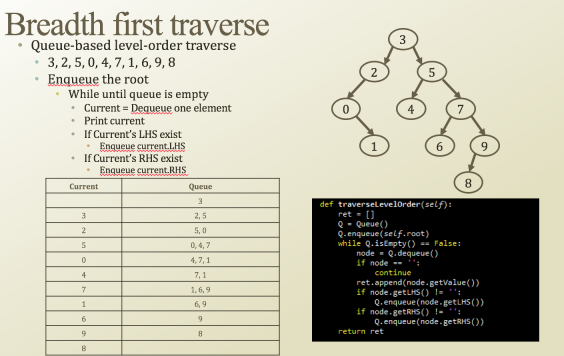 Breadth first traverse
Queue-based level-order traverse
3, 2, 5, 0, 4, 7, 1, 6, 9, 8
Enqueue the root
While until queue is empty
Current = Dequeue one element
Print current
If Current's LHS exist
Enqueue current.LHS
If Current's RHS exist
Enqueue current.RHS
Current Queue
3
3 2, 5
2 5, 0
5 0, 4, 7
0 4, 7, 1
4 7, 1
7 1, 6, 9
1 6, 9
6 9
9 8
8
3
2 5
0 4 7
1 6 9
8
def traverseLevelOrder(self):
ret = []
Q = Queue()
Q.enqueue(self.root)
while Q.isEmpty() == False:
node = Q.dequeue()
if node == '':
continue
ret.append(node.getValue())
if node.getLHS() != '':
Q.enqueue(node.getLHS())
if node.getRHS() != '':
Q.enqueue(node.getRHS())
return ret